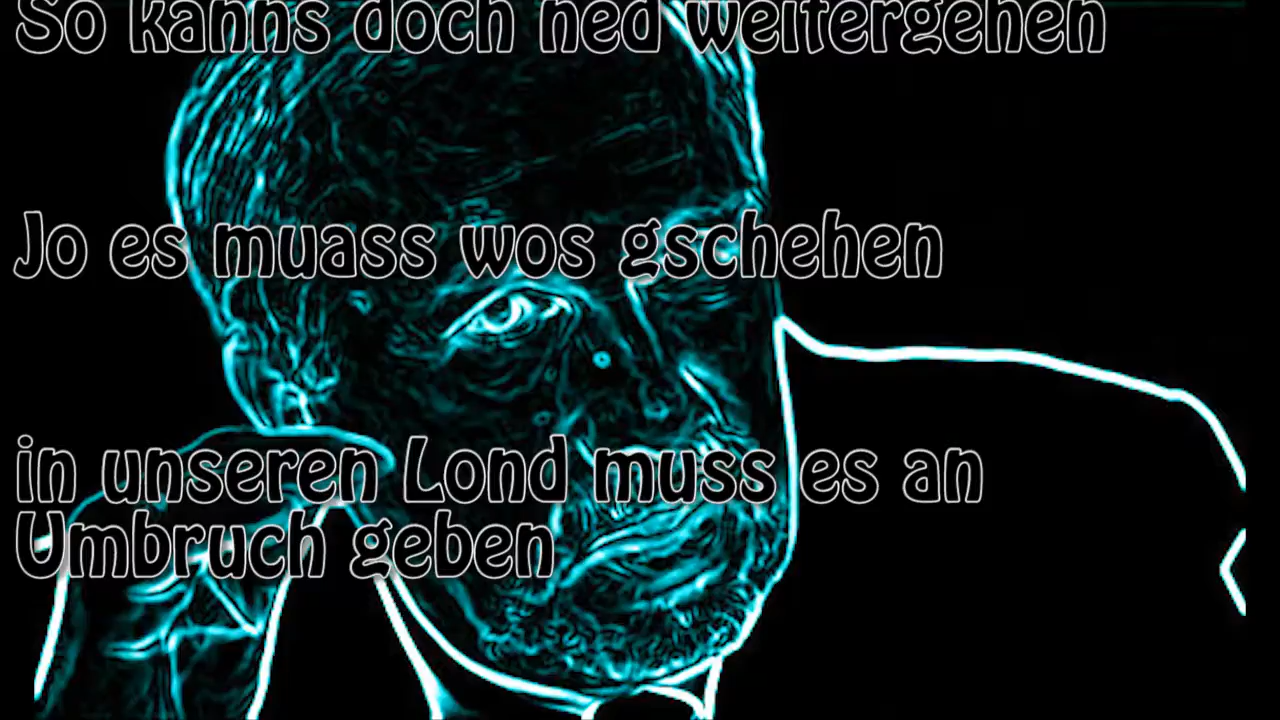 So kanns doch ned weitergehen
Jo es muass wos gschehen
in unseren Lond muss es an
Umbruch geben